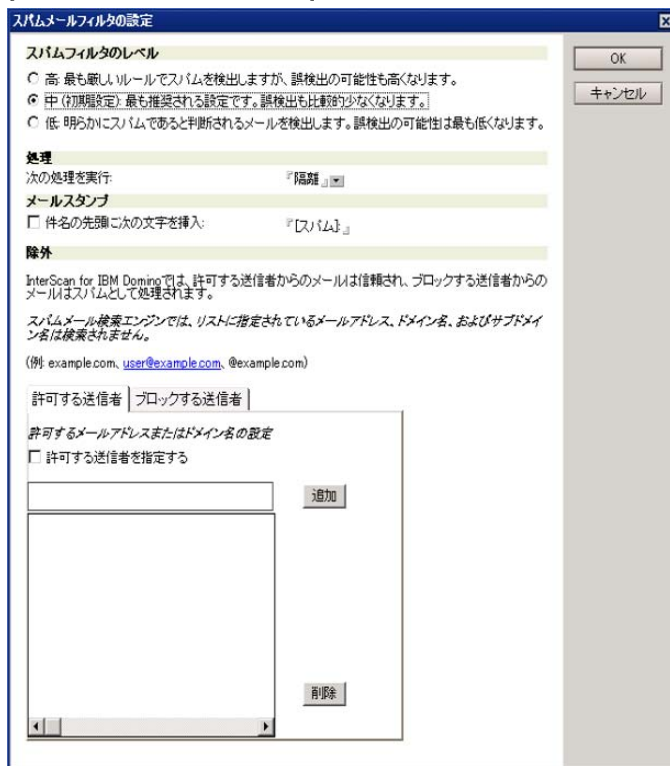 スパムメールフィルタの設定
スパムフィルタのレベル
OK
高: 最も厳しいルールでスパムを検出しますが、誤検出の可能性も高くなります。
中 (初期設定): 最も推奨される設定です。誤検出も比較的少なくなります。
キャンセル
低: 明らかにスパムであると判断されるメールを検出します。誤検出の可能性は最も低くなります。
処理
次の処理を実行: 『隔離 』
メールスタンプ
件名の先頭に次の文字を挿入: 『[スパム]: 』
除外
InterScan for IBM Dominoでは、許可する送信者からのメールは信頼され、ブロックする送信者からの
メールはスパムとして処理されます。
スパムメール検索エンジンでは、リストに指定されているメールアドレス、ドメイン名、およびサブドメイ
ン名は検索されません。
(例: example.com、user@example.com、@example.com)
許可する送信者 ブロックする送信者
許可するメールアドレスまたはドメイン名の設定
許可する送信者を指定する
追加
削除